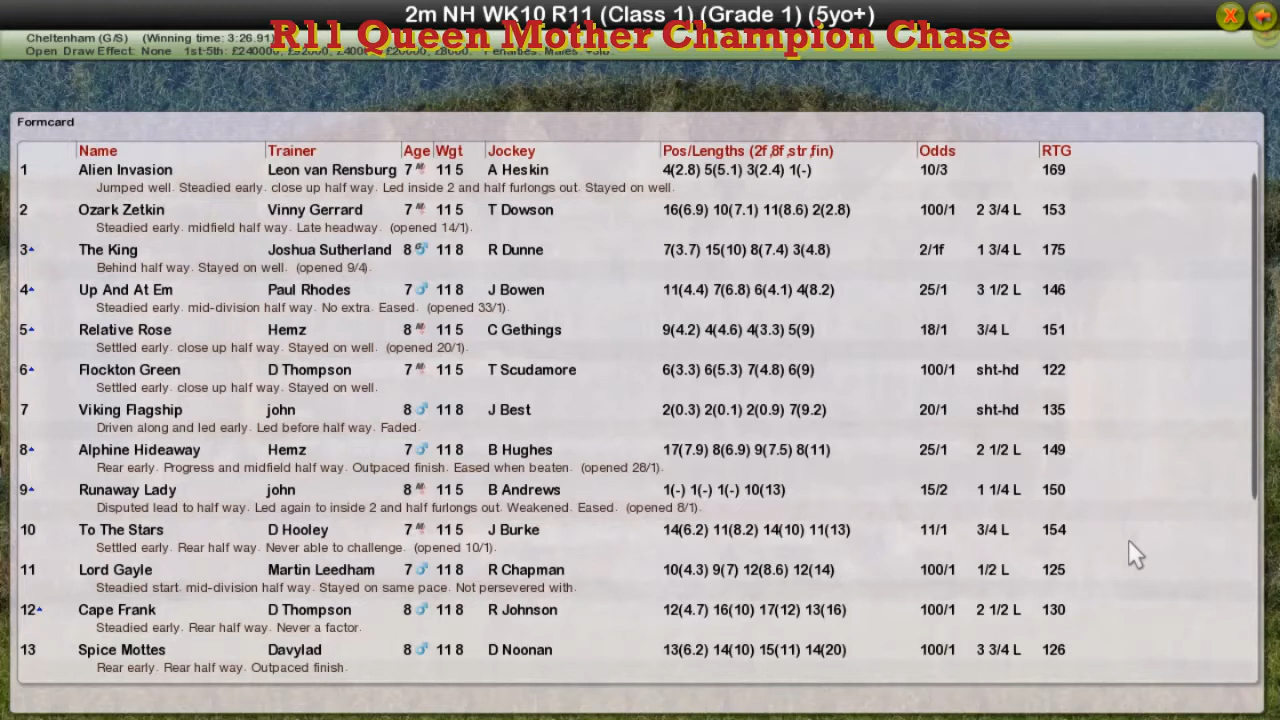 2m NH WK10 R11 (Class 1) (Grade 1) (5yo+)
R11 Queen Mother Champion Chase
Cheltenham (G/S) (Winning time: 3:26.91)
Open Draw Effect: None 1st-5th: £240000,
Formcard
Name Trainer Age Wgt Jockey Pos/Lengths (2f,8f,str,fin) Odds RTG
1 Alien Invasion Leon van Rensburg 7 11 5 A Heskin 4(2.8) 5(5.1) 3(2.4) 1(-) 10/3 169
Jumped well. Steadied early. close up half way. Led inside 2 and half furlongs out. Stayed on well.
2 Ozark Zetkin Vinny Gerrard 7 11 5 T Dowson 16(6.9) 10(7.1) 11(8.6) 2(2.8) 100/1 2 3/4 L 153
Steadied early. midfield half way. Late headway. (opened 14/1).
3 The King Joshua Sutherland 8 11 8 R Dunne 7(3.7) 15(10) 8(7.4) 3(4.8) 2/1f 1 3/4 L 175
Behind half way. Stayed on well. (opened 9/4).
4 Up And At Em Paul Rhodes 7 11 8 J Bowen 11(4.4) 7(6.8) 6(4.1) 4(8.2) 25/1 3 1/2 L 146
Steadied early. mid-division half way. No extra. Eased. (opened 33/1).
5 Relative Rose Hemz 8 11 5 C Gethings 9(4.2) 4(4.6) 4(3.3) 5(9) 18/1 3/4 L 151
Settled early. close up half way. Stayed on well. (opened 20/1).
6 Flockton Green D Thompson 7 11 5 T Scudamore 6(3.3) 6(5.3) 7(4.8) 6(9) 100/1 sht-hd 122
Settled early. close up half way. Stayed on well.
7 Viking Flagship john 8 11 8 J Best 2(0.3) 2(0.1) 2(0.9) 7(9.2) 20/1 sht-hd 135
Driven along and led early. Led before half way. Faded.
8 Alphine Hideaway Hemz 7 11 8 B Hughes 17(7.9) 8(6.9) 9(7.5) 8(11) 25/1 2 1/2 L 149
Rear early. Progress and midfield half way. Outpaced finish. Eased when beaten. (opened 28/1).
9 Runaway Lady john 8 11 5 B Andrews 1(-) 1(-) 1(-) 10(13) 15/2 1 1/4 L 150
Disputed lead to half way. Led again to inside 2 and half furlongs out. Weakened. Eased. (opened 8/1).
10 To The Stars D Hooley 7 11 5 J Burke 14(6.2) 11(8.2) 14(10) 11(13) 11/1 3/4 L 154
Settled early. Rear half way. Never able to challenge. (opened 10/1).
11 Lord Gayle Martin Leedham 7 11 8 R Chapman 10(4.3) 9(7) 12(8.6) 12(14) 100/1 1/2 L 125
Steadied start. mid-division half way. Stayed on same pace. Not persevered with.
12 Cape Frank D Thompson 8 11 8 R Johnson 12(4.7) 16(10) 17(12) 13(16) 100/1 2 1/2 L 130
Steadied early. Rear half way. Never a factor.
13 Spice Mottes Davylad 8 11 8 D Noonan 13(6.2) 14(10) 15(11) 14(20) 100/1 3 3/4 L 126
Rear early. Rear half way. Outpaced finish.